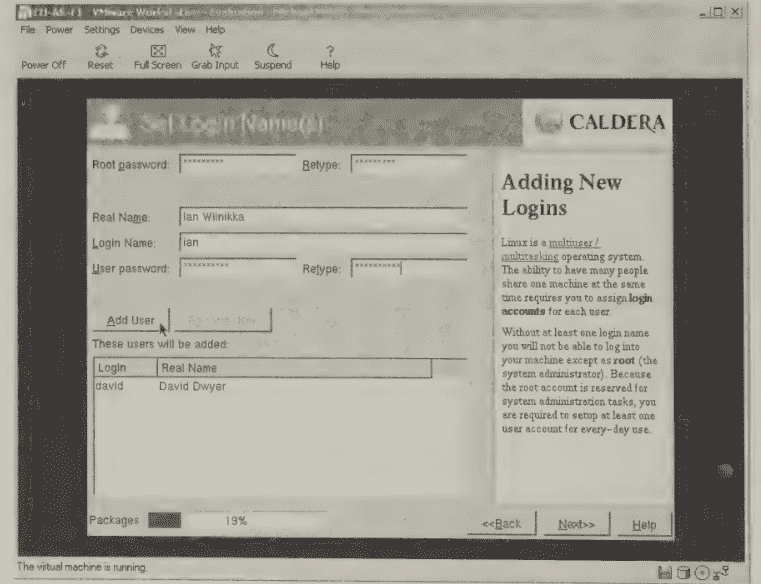 VMware Workstation
File Power Settings Devices View Help
Power Off Reset Full Screen Grab Input Suspend Help
Set Login Name(s)
CALDERA
Root password: ********* Retype: *********
Real Name: Ian Wiinikka
Login Name: ian
User password: ********** Retype: **********
Add User
These users will be added:
Login Real Name
david David Dwyer
Packages 19%
Adding New
Logins
Linux is a multiuser /
multitasking operating system.
The ability to have many people
share one machine at the same
time requires you to assign login
accounts for each user.
Without at least one login name
you will not be able to log into
your machine except as root (the
system administrator). Because
the root account is reserved for
system administration tasks, you
are required to setup at least one
user account for every-day use.
<<Back Next>> Help
The virtual machine is running.